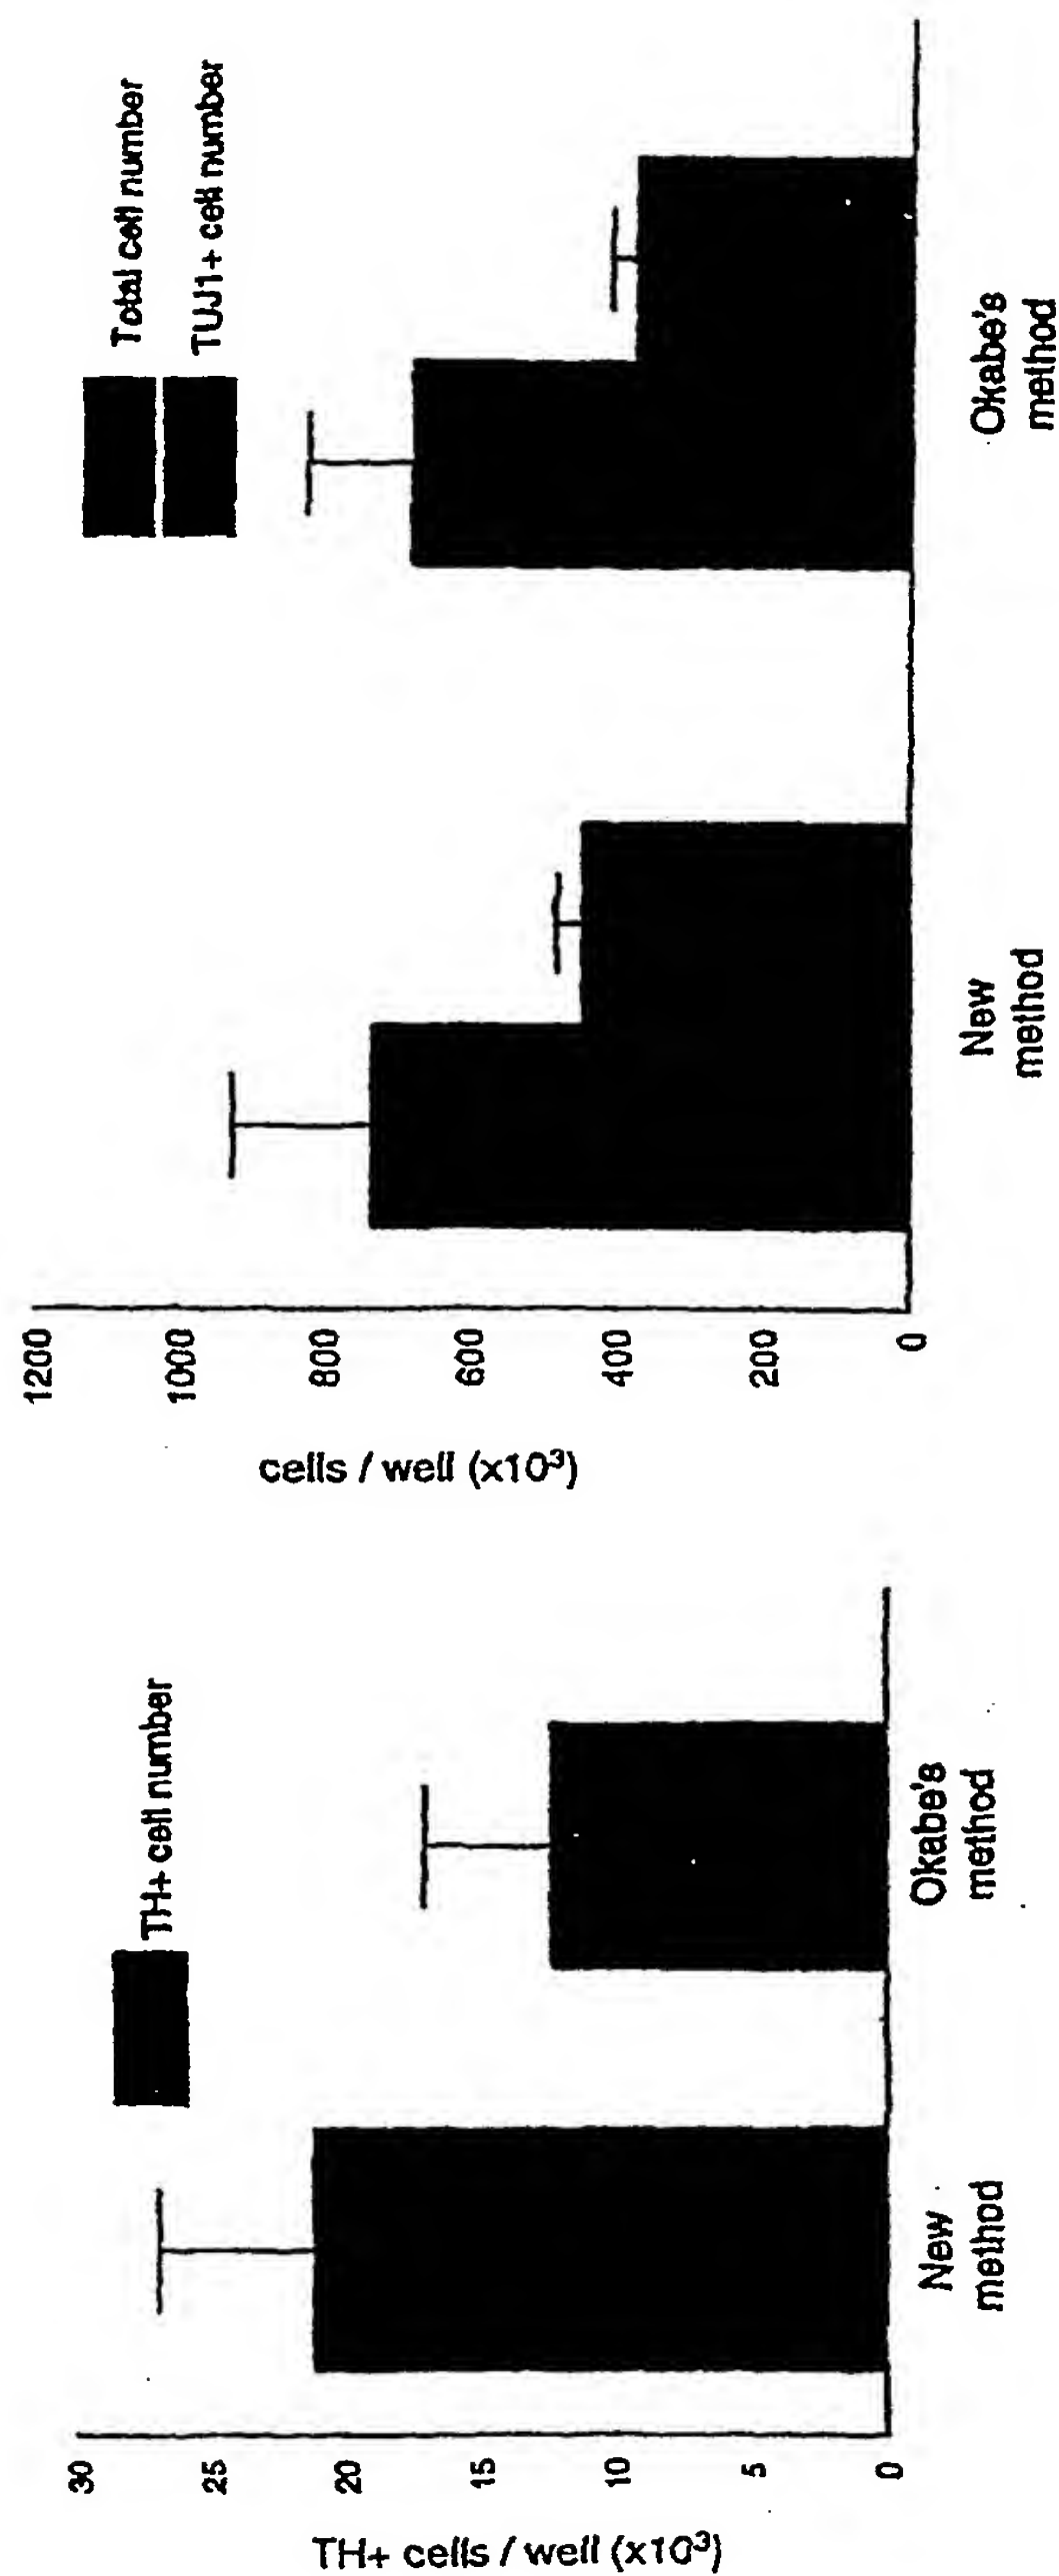 TH+ cells / well (x10³)
30
25
20
15
10
5
0
TH+ cell number
New
method
Okabe's
method
cells / well (x10³)
1200
1000
800
600
400
200
0
Total cell number
TUJ1+ cell number
New
method
Okabe's
method